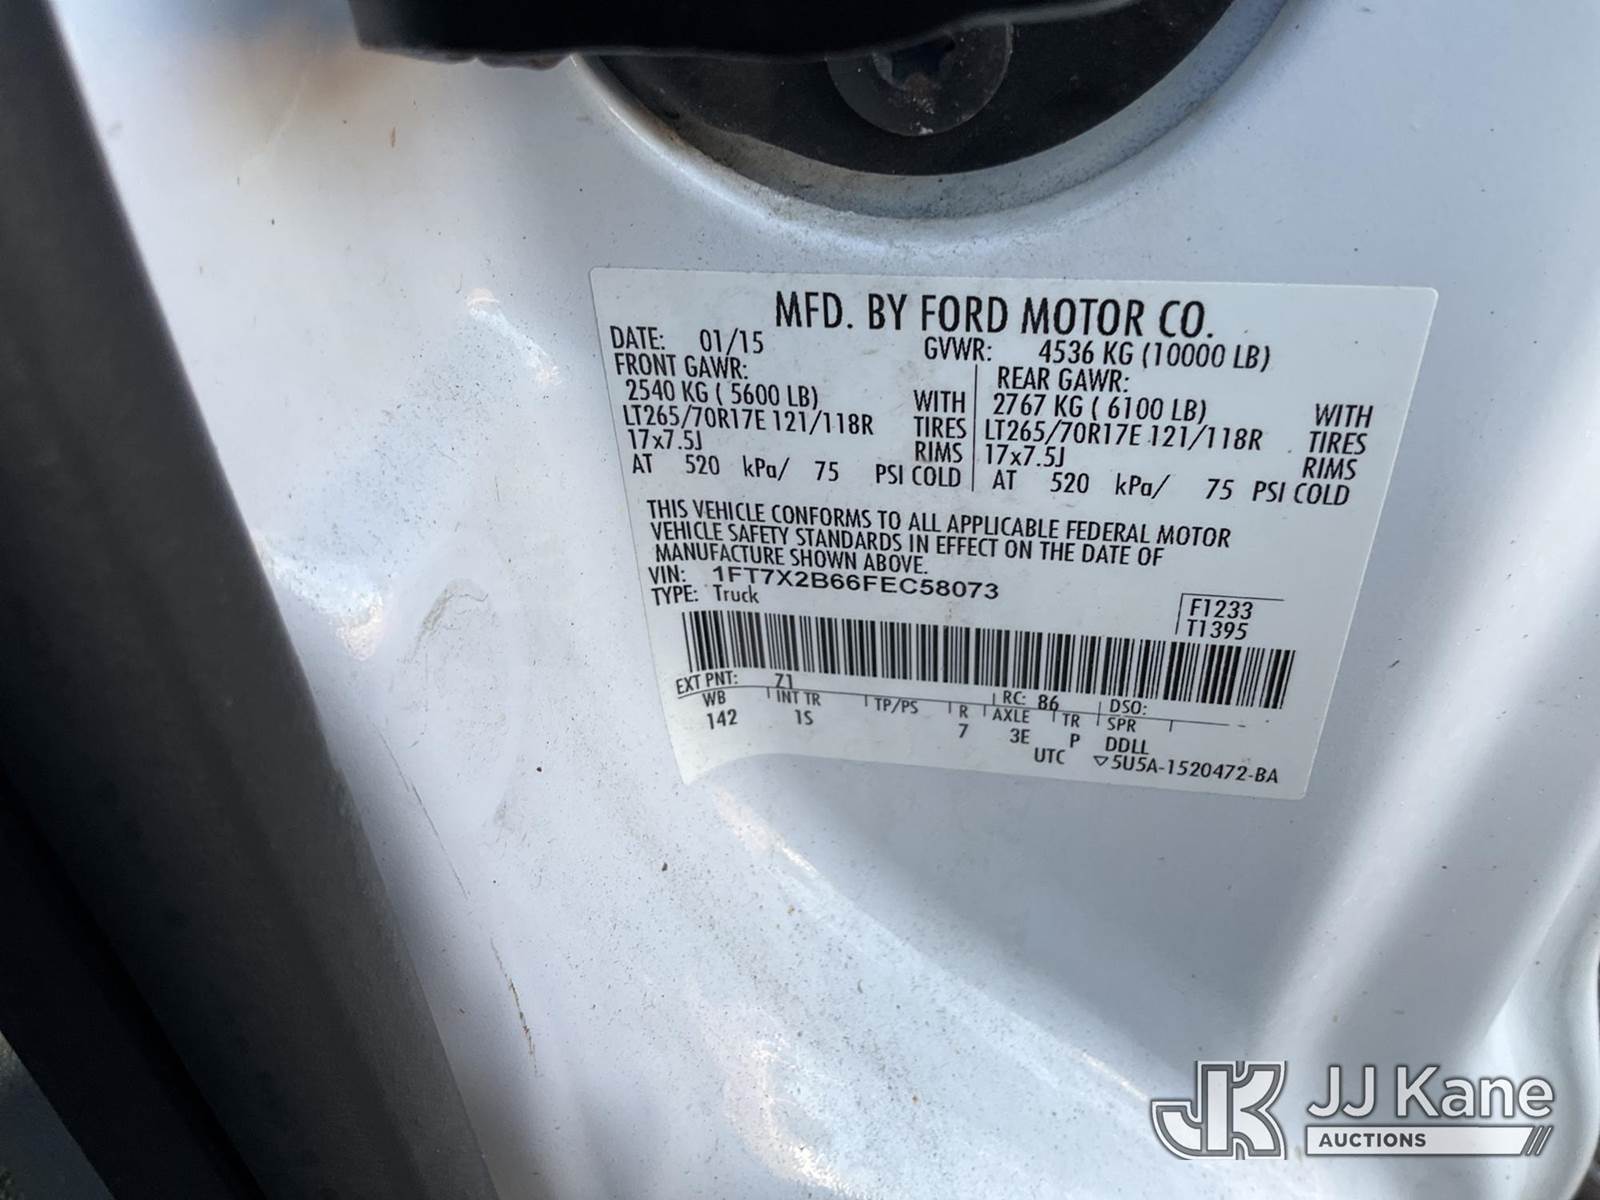 MFD. BY FORD MOTOR CO.
DATE: 01/15 GVWR: 4536 KG (10000 LB)
FRONT GAWR: REAR GAWR:
2540 KG ( 5600 LB) WITH 2767 KG ( 6100 LB) WITH
LT265/70R17E 121/118R TIRES LT265/70R17E 121/118R TIRES
17x7.5J RIMS 17x7.5J RIMS
AT 520 kPa/ 75 PSI COLD AT 520 kPa/ 75 PSI COLD
THIS VEHICLE CONFORMS TO ALL APPLICABLE FEDERAL MOTOR
VEHICLE SAFETY STANDARDS IN EFFECT ON THE DATE OF
MANUFACTURE SHOWN ABOVE.
VIN: 1FT7X2B66FEC58073
TYPE: Truck
F1233
T1395
EXT PNT: Z1 RC: 86 DSO:
WB INT TR TP/PS R AXLE TR SPR
142 1S 7 3E P DDLL
UTC ▽5U5A-1520472-BA
JK JJ Kane
AUCTIONS